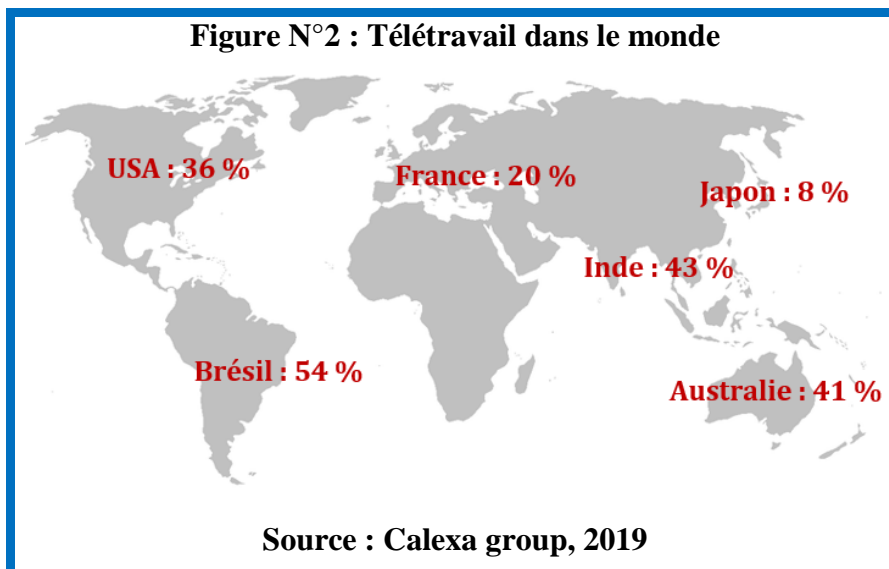 Figure N°2 : Télétravail dans le monde
USA : 36 %
France : 20 %
Japon : 8 %
Inde : 43 %
Brésil : 54 %
Australie : 41 %
Source : Calexa group, 2019